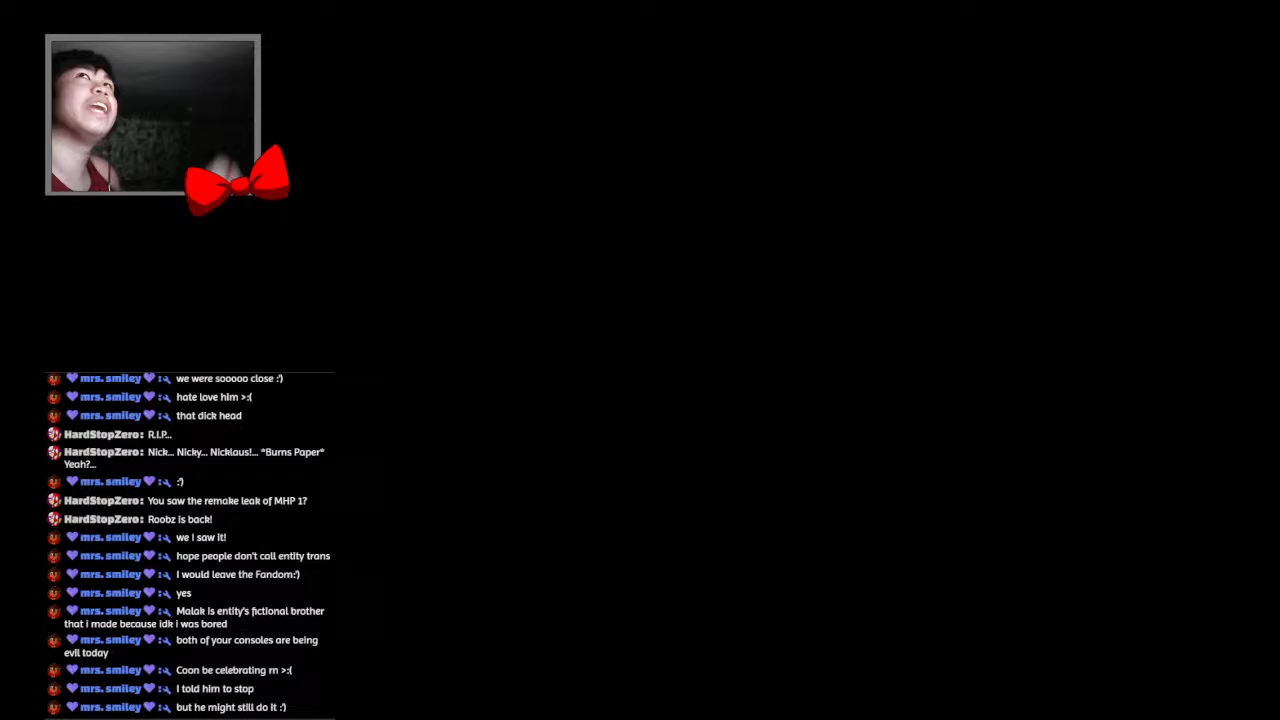 mrs. smiley: we were sooooo close :')
mrs. smiley: hate love him >:(
mrs. smiley: that dick head
HardStopZero: R.I.P...
HardStopZero: Nick... Nicky... Nicklaus!... *Burns Paper*
Yeah?...
mrs. smiley: :')
HardStopZero: You saw the remake leak of MHP 1?
HardStopZero: Roobz is back!
mrs. smiley: we i saw it!
mrs. smiley: hope people don't call entity trans
mrs. smiley: I would leave the Fandom:')
mrs. smiley: yes
mrs. smiley: Malak is entity's fictional brother
that i made because idk i was bored
mrs. smiley: both of your consoles are being
evil today
mrs. smiley: Coon be celebrating rn >:(
mrs. smiley: I told him to stop
mrs. smiley: but he might still do it :')